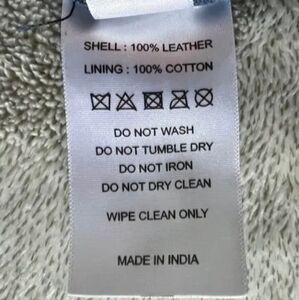 SHELL : 100% LEATHER
LINING : 100% COTTON
DO NOT WASH
DO NOT TUMBLE DRY
DO NOT IRON
DO NOT DRY CLEAN
WIPE CLEAN ONLY
MADE IN INDIA